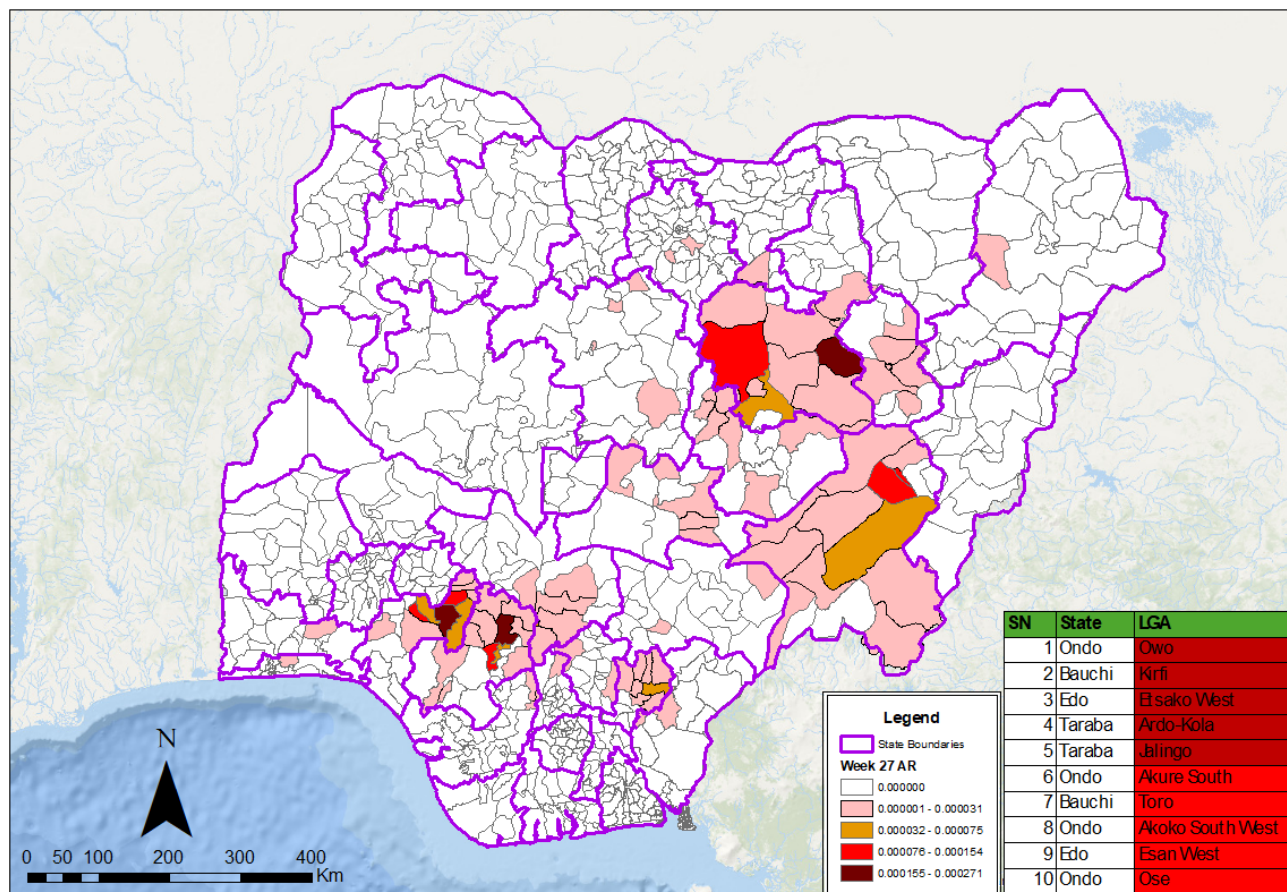 SN State LGA
1 Ondo Owo
2 Bauchi Kirfi
3 Edo Etsako West
4 Taraba Ardo-Kola
5 Taraba Jalingo
6 Ondo Akure South
7 Bauchi Toro
8 Ondo Akoko South West
9 Edo Esan West
10 Ondo Ose
Legend
State Boundaries
Week 27 AR
0.000000
0.000001 - 0.000031
0.000032 - 0.000075
0.000076 - 0.000154
0.000155 - 0.000271
N
0 50 100 200 300 400
Km